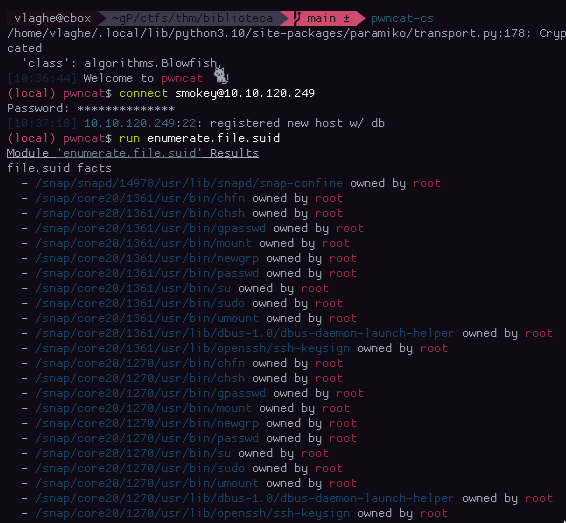 vlaghe@cbox ~gP/ctfs/thm/biblioteca main ± pwncat-cs
/home/vlaghe/.local/lib/python3.10/site-packages/paramiko/transport.py:178: Cryp
cated
'class': algorithms.Blowfish,
[10:36:44] Welcome to pwncat !
(local) pwncat$ connect smokey@10.10.120.249
Password: **************
[10:37:18] 10.10.120.249:22: registered new host w/ db
(local) pwncat$ run enumerate.file.suid
Module 'enumerate.file.suid' Results
file.suid facts
- /snap/snapd/14978/usr/lib/snapd/snap-confine owned by root
- /snap/core20/1361/usr/bin/chfn owned by root
- /snap/core20/1361/usr/bin/chsh owned by root
- /snap/core20/1361/usr/bin/gpasswd owned by root
- /snap/core20/1361/usr/bin/mount owned by root
- /snap/core20/1361/usr/bin/newgrp owned by root
- /snap/core20/1361/usr/bin/passwd owned by root
- /snap/core20/1361/usr/bin/su owned by root
- /snap/core20/1361/usr/bin/sudo owned by root
- /snap/core20/1361/usr/bin/umount owned by root
- /snap/core20/1361/usr/lib/dbus-1.0/dbus-daemon-launch-helper owned by root
- /snap/core20/1361/usr/lib/openssh/ssh-keysign owned by root
- /snap/core20/1270/usr/bin/chfn owned by root
- /snap/core20/1270/usr/bin/chsh owned by root
- /snap/core20/1270/usr/bin/gpasswd owned by root
- /snap/core20/1270/usr/bin/mount owned by root
- /snap/core20/1270/usr/bin/newgrp owned by root
- /snap/core20/1270/usr/bin/passwd owned by root
- /snap/core20/1270/usr/bin/su owned by root
- /snap/core20/1270/usr/bin/sudo owned by root
- /snap/core20/1270/usr/bin/umount owned by root
- /snap/core20/1270/usr/lib/dbus-1.0/dbus-daemon-launch-helper owned by root
- /snap/core20/1270/usr/lib/openssh/ssh-keysign owned by root